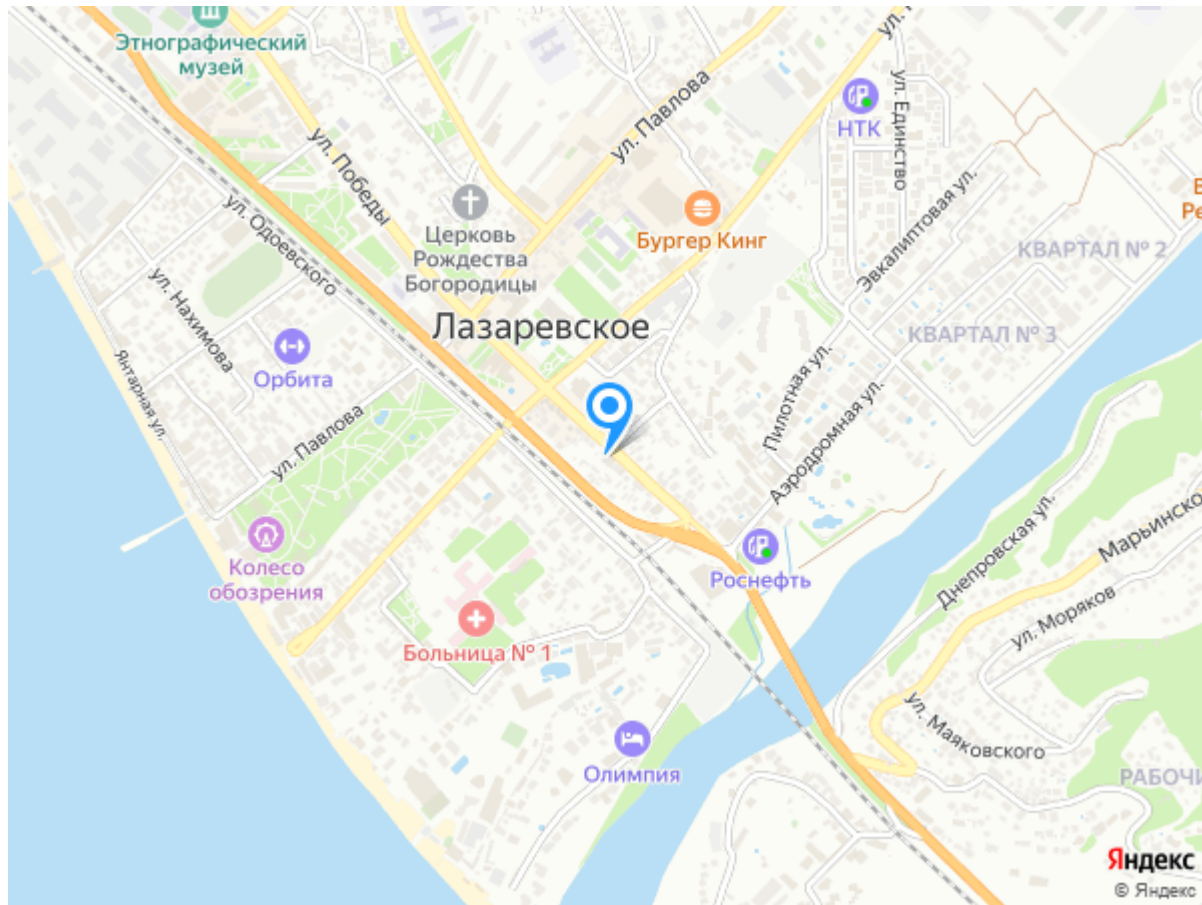 Этнографический
музей
ул. Победы
ул. Павлова
НТК
ул. Единство
Эвкалиптовая ул.
КВАРТАЛ № 2
КВАРТАЛ № 3
Церковь
Рождества
Богородицы
Бургер Кинг
ул. Одоевского
ул. Нахимова
Янтарная ул.
Лазаревское
Орбита
ул. Павлова
Пилотная ул.
Аэродромная ул.
Колесо
обозрения
Роснефть
Днепровская ул.
Больница № 1
ул. Моряков
ул. Маяковского
Олимпия
Яндекс
© Яндекс